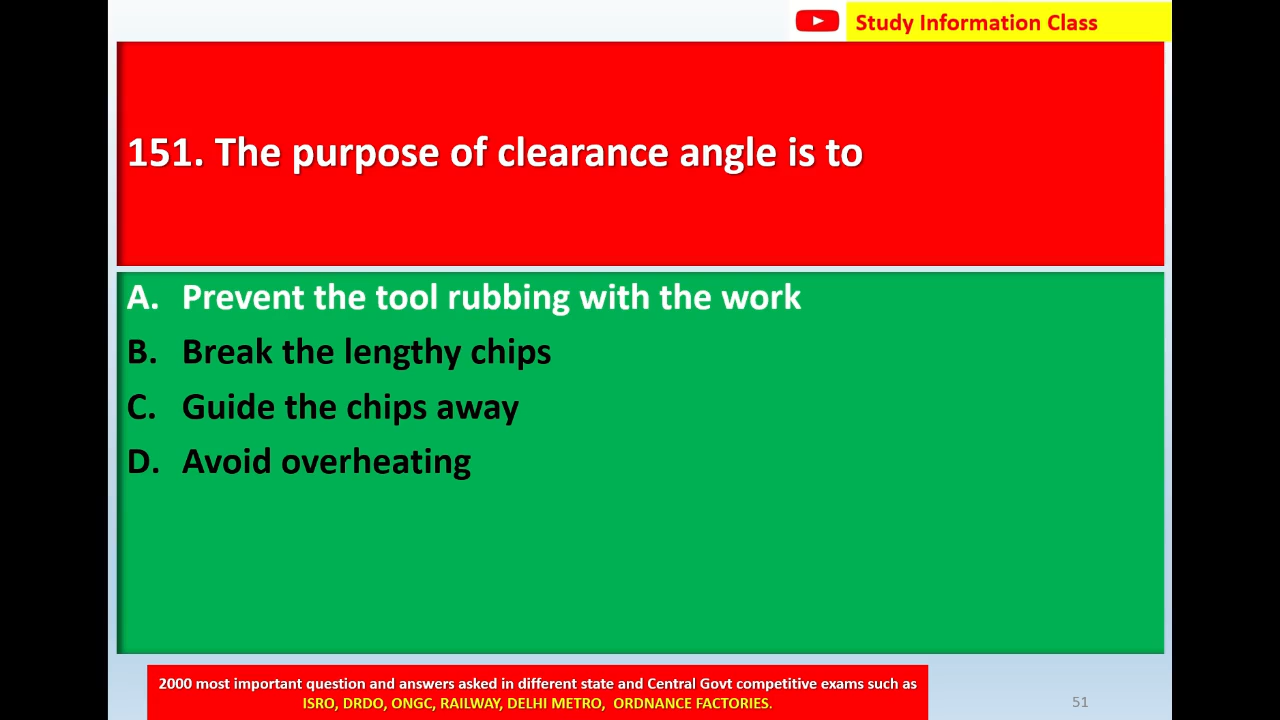 Study Information Class
151. The purpose of clearance angle is to
A. Prevent the tool rubbing with the work
B. Break the lengthy chips
C. Guide the chips away
D. Avoid overheating
2000 most important question and answers asked in different state and Central Govt competitive exams such as
ISRO, DRDO, ONGC, RAILWAY, DELHI METRO, ORDNANCE FACTORIES.
51